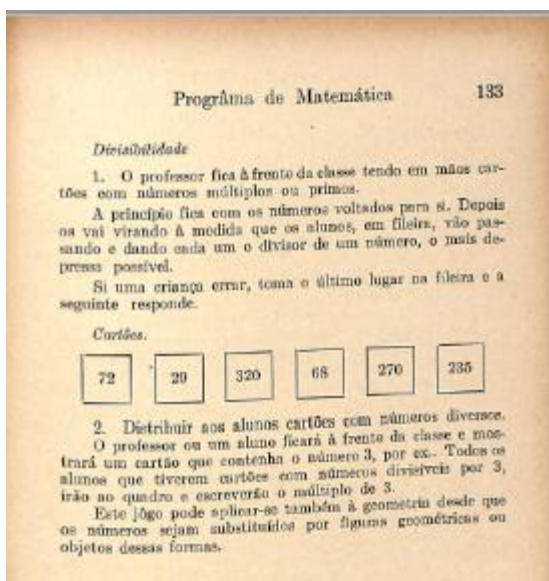 Prográma de Matemática 133
Divisibilidade
1. O professor fica à frente da classe tendo em mãos car-
tões com números múltiplos ou primos.
A princípio fica com os números voltados para si. Depois
os vai virando à medida que os alunos, em fileira, vão pas-
sando e dando cada um o divisor de um número, o mais de-
pressa possível.
Si uma criança errar, toma o último lugar na fileira e a
seguinte responde.
Cartões.
72 29 320 68 270 235
2. Distribuir aos alunos cartões com números diversos.
O professor ou um aluno ficará à frente da classe e mos-
trará um cartão que contenha o número 3, por ex.. Todos os
alunos que tiverem cartões com números divisíveis por 3,
irão ao quadro e escreverão o múltiplo de 3.
Este jôgo pode aplicar-se também à geometria desde que
os números sejam substituídos por figuras geométricas ou
objetos dessas formas.